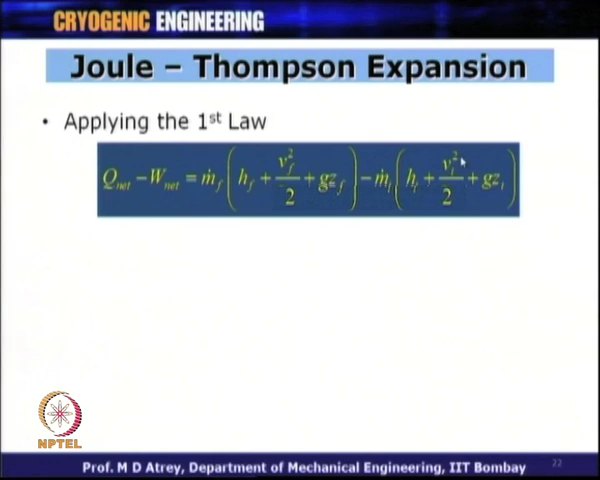 CRYOGENIC ENGINEERING
Joule – Thompson Expansion
• Applying the 1st Law
Q_net − W_net = ṁ_f ( h_f + v_f²/2 + gz_f ) − ṁ_i ( h_i + v_i²/2 + gz_i )
NPTEL
Prof. M D Atrey, Department of Mechanical Engineering, IIT Bombay
22